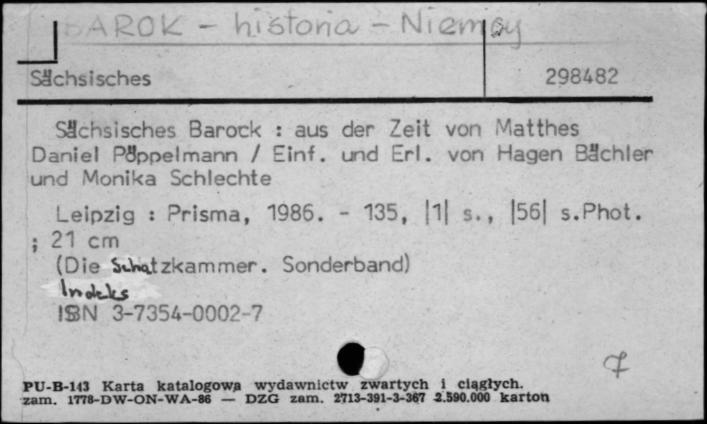 BAROK - historia - Niemcy
Sächsisches 298482
Sächsisches Barock : aus der Zeit von Matthes
Daniel Pöppelmann / Einf. und Erl. von Hagen Bächler
und Monika Schlechte
Leipzig : Prisma, 1986. - 135, |1| s., |56| s.Phot.
; 21 cm
(Die Schatzkammer. Sonderband)
Indeks
ISBN 3-7354-0002-7
PU-B-143 Karta katalogowa wydawnictw zwartych i ciągłych.
zam. 1778-DW-ON-WA-86 — DZG zam. 2713-391-3-367 2.590.000 karton